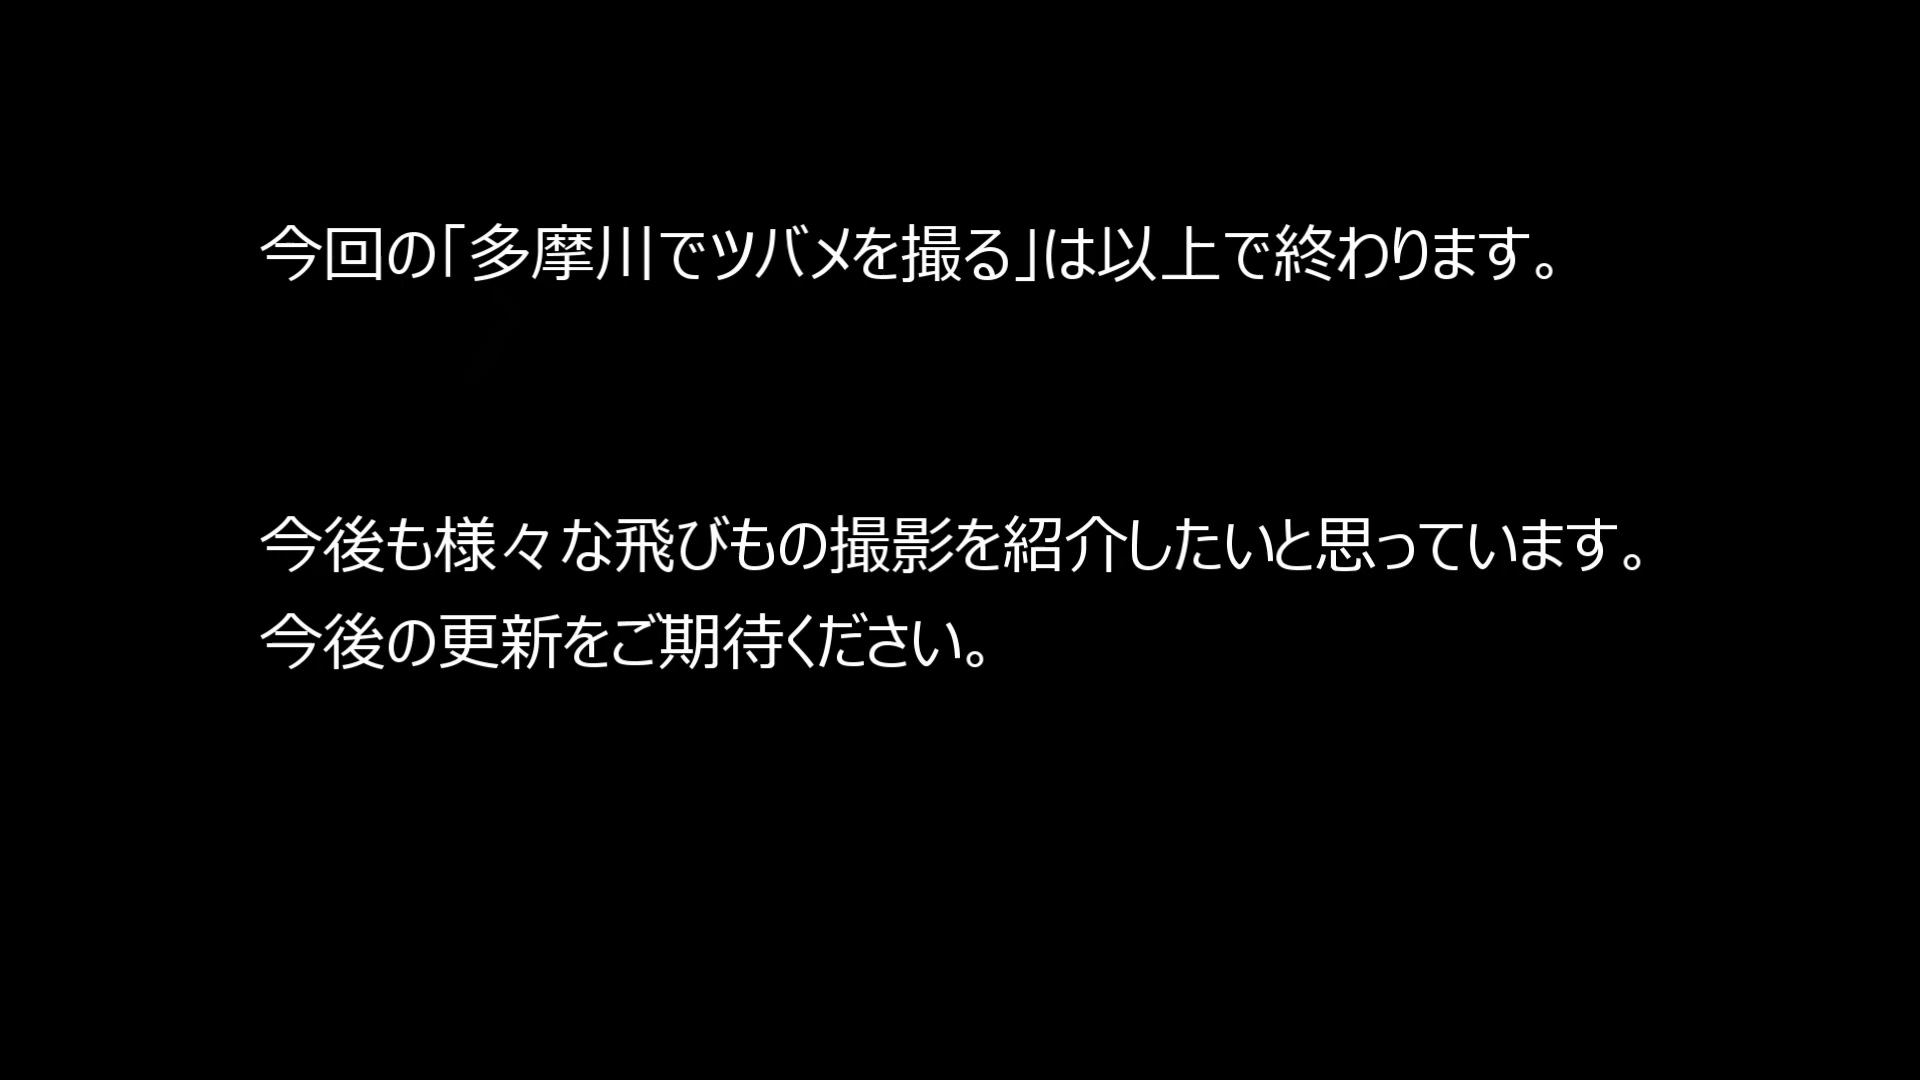 今回の「多摩川でツバメを撮る」は以上で終わります。
今後も様々な飛びもの撮影を紹介したいと思っています。
今後の更新をご期待ください。